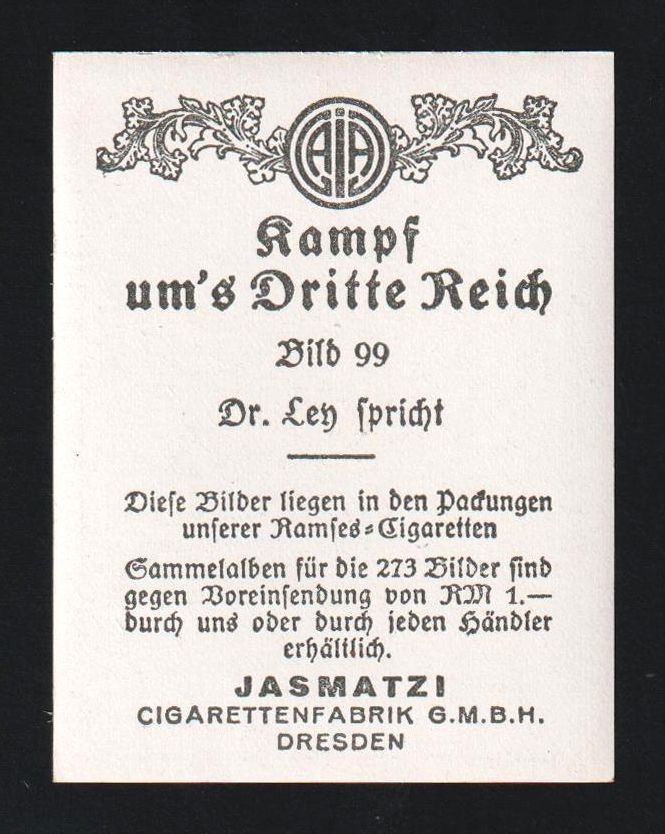 Kampf
um's Dritte Reich
Bild 99
Dr. Ley spricht
Diese Bilder liegen in den Packungen
unserer Ramses=Cigaretten
Sammelalben für die 273 Bilder sind
gegen Voreinsendung von RM 1.—
durch uns oder durch jeden Händler
erhältlich.
JASMATZI
CIGARETTENFABRIK G.M.B.H.
DRESDEN